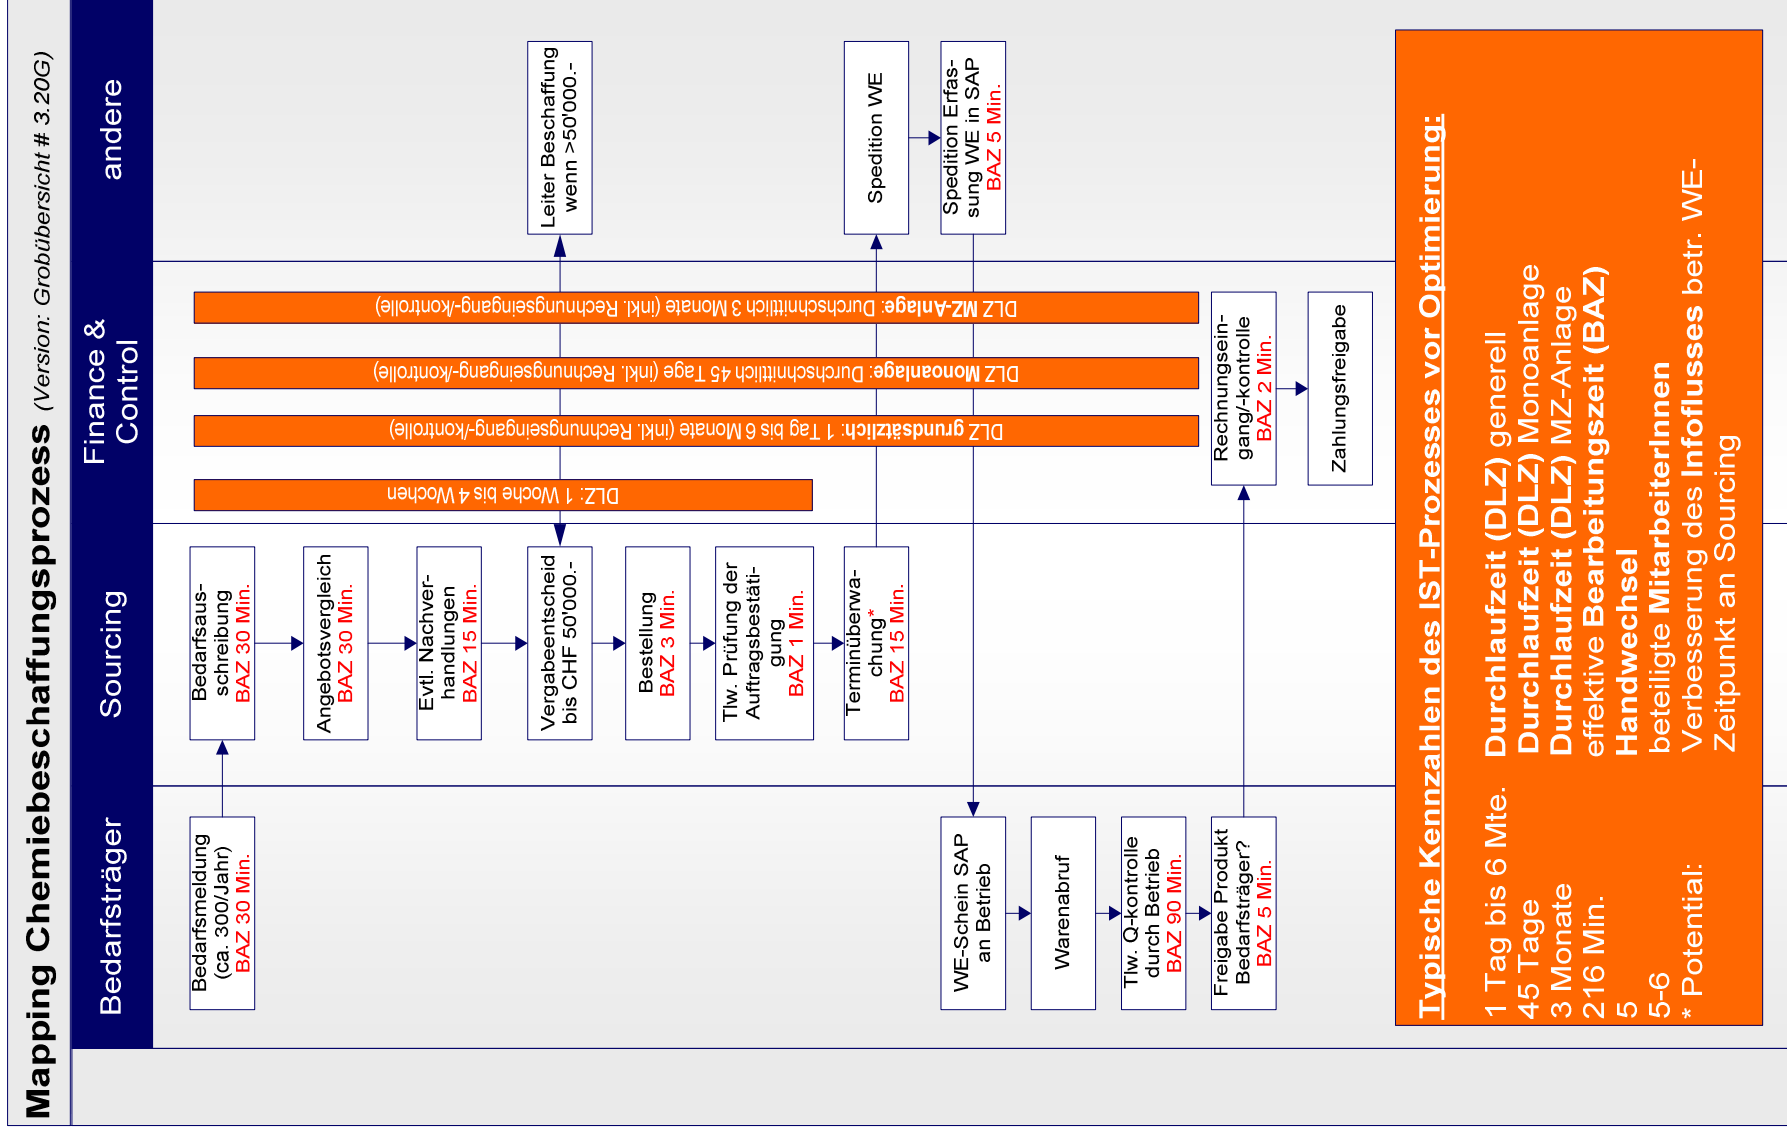 Mapping Chemiebeschaffungsprozess (Version: Grobübersicht # 3.20G)
Bedarfsträger
Sourcing
Finance &
Control
andere
Bedarfsmeldung
(ca. 300/Jahr)
BAZ 30 Min.
Bedarfsaus-
schreibung
BAZ 30 Min.
Angebotsvergleich
BAZ 30 Min.
Evtl. Nachver-
handlungen
BAZ 15 Min.
Vergabeentscheid
bis CHF 50'000.-
Leiter Beschaffung
wenn >50'000.-
Bestellung
BAZ 3 Min.
Tlw. Prüfung der
Auftragsbestäti-
gung
BAZ 1 Min.
Terminüberwa-
chung*
BAZ 15 Min.
Spedition WE
Spedition Erfas-
sung WE in SAP
BAZ 5 Min.
WE-Schein SAP
an Betrieb
Warenabruf
Tlw. Q-kontrolle
durch Betrieb
BAZ 90 Min.
Freigabe Produkt
Bedarfsträger?
BAZ 5 Min.
Rechnungsein-
gang/-kontrolle
BAZ 2 Min.
Zahlungsfreigabe
DLZ: 1 Woche bis 4 Wochen
DLZ grundsätzlich: 1 Tag bis 6 Monate (inkl. Rechnungseingang-/kontrolle)
DLZ Monoanlage: Durchschnittlich 45 Tage (inkl. Rechnungseingang-/kontrolle)
DLZ MZ-Anlage: Durchschnittlich 3 Monate (inkl. Rechnungseingang-/kontrolle)
Typische Kennzahlen des IST-Prozesses vor Optimierung:
1 Tag bis 6 Mte. Durchlaufzeit (DLZ) generell
45 Tage Durchlaufzeit (DLZ) Monoanlage
3 Monate Durchlaufzeit (DLZ) MZ-Anlage
216 Min. effektive Bearbeitungszeit (BAZ)
5 Handwechsel
5-6 beteiligte MitarbeiterInnen
* Potential: Verbesserung des Infoflusses betr. WE-
Zeitpunkt an Sourcing